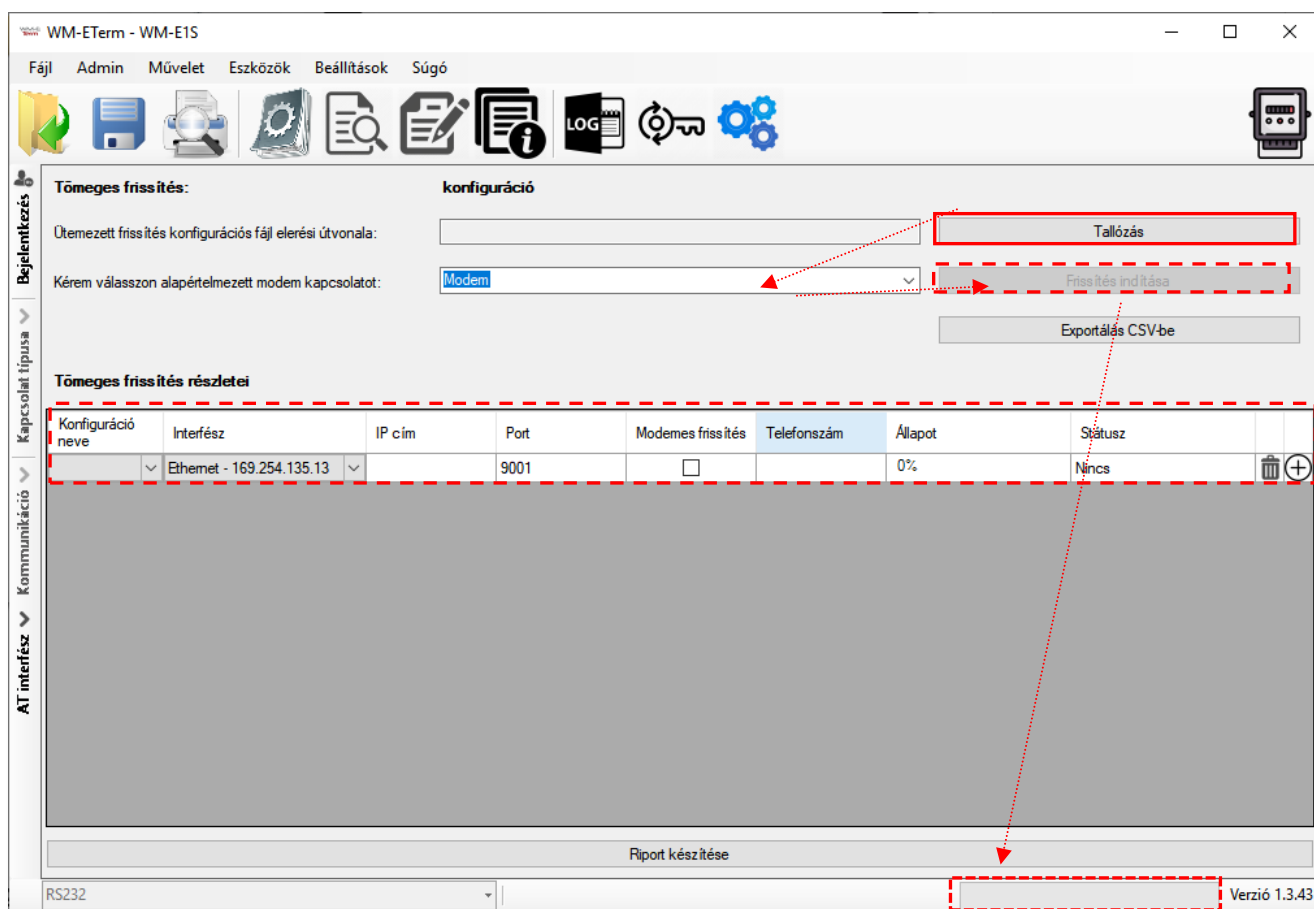 WM-ETerm - WM-E1S
Fájl Admin Művelet Eszközök Beállítások Súgó
LOG
Bejelentkezés
Kapcsolat típusa
Kommunikáció
AT interfész
Tömeges frissítés: konfiguráció
Ütemezett frissítés konfigurációs fájl elerési útvonala: Tallózás
Kérem válasszon alapértelmezett modem kapcsolatot: Modem Frissítés indítása
Exportálás CSV-be
Tömeges frissítés részletei
Konfiguráció
neve Interfész IP cím Port Modemes frissítés Telefonszám Állapot Státusz
Ethernet - 169.254.135.13 9001 0% Nincs
Riport készítése
RS232 Verzió 1.3.43